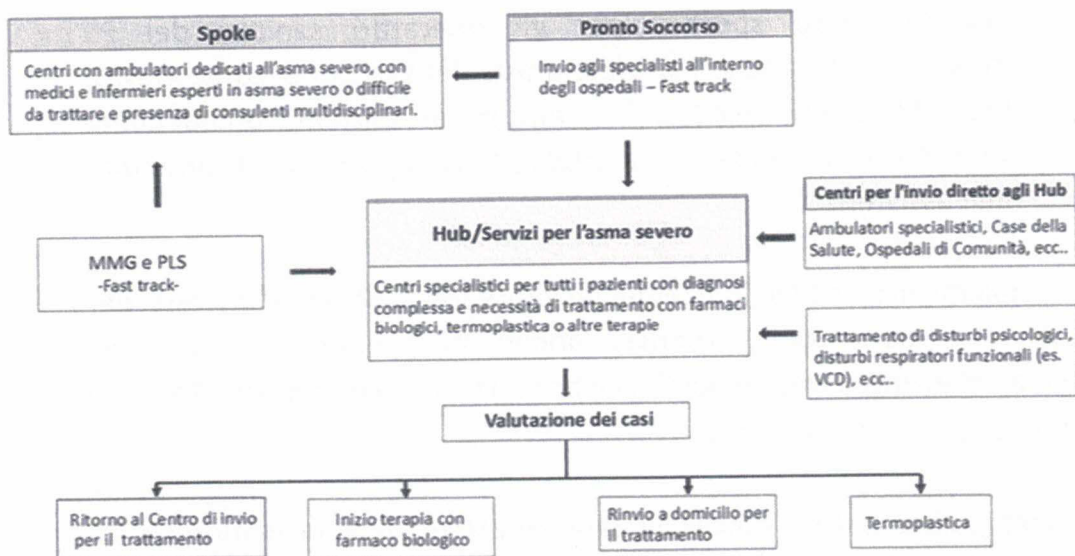 Spoke
Centri con ambulatori dedicati all'asma severo, con
medici e Infermieri esperti in asma severo o difficile
da trattare e presenza di consulenti multidisciplinari.
Pronto Soccorso
Invio agli specialisti all'interno
degli ospedali – Fast track
MMG e PLS
-Fast track-
Hub/Servizi per l'asma severo
Centri specialistici per tutti i pazienti con diagnosi
complessa e necessità di trattamento con farmaci
biologici, termoplastica o altre terapie
Centri per l'invio diretto agli Hub
Ambulatori specialistici, Case della
Salute, Ospedali di Comunità, ecc..
Trattamento di disturbi psicologici,
disturbi respiratori funzionali (es.
VCD), ecc..
Valutazione dei casi
Ritorno al Centro di invio
per il trattamento
Inizio terapia con
farmaco biologico
Rinvio a domicilio per
Il trattamento
Termoplastica